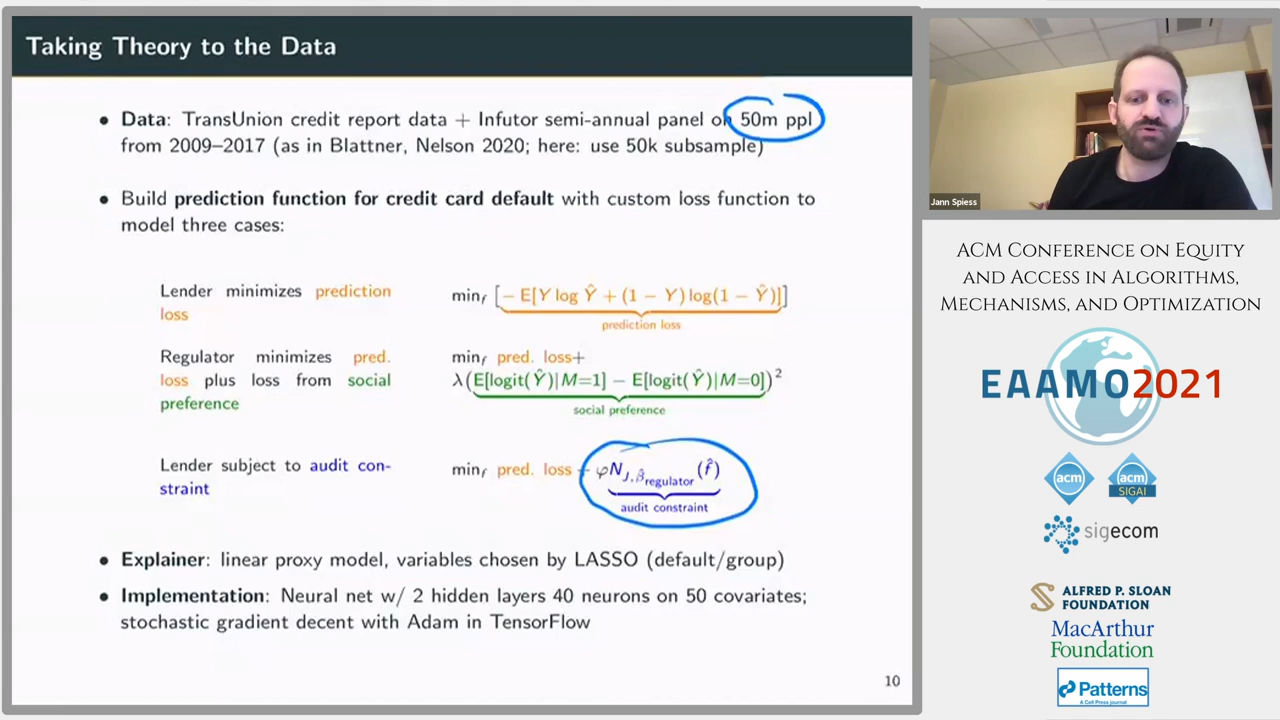 Taking Theory to the Data
• Data: TransUnion credit report data + Infutor semi-annual panel on 50m ppl
from 2009–2017 (as in Blattner, Nelson 2020; here: use 50k subsample)
• Build prediction function for credit card default with custom loss function to
model three cases:
Lender minimizes prediction
loss
min_f [− E[Y log Ŷ + (1 − Y) log(1 − Ŷ)]]
prediction loss
Regulator minimizes pred.
loss plus loss from social
preference
min_f pred. loss+
λ(E[logit(Ŷ)|M=1] − E[logit(Ŷ)|M=0])²
social preference
Lender subject to audit con-
straint
min_f pred. loss + φN_{J,β̂_regulator}(f̂)
audit constraint
• Explainer: linear proxy model, variables chosen by LASSO (default/group)
• Implementation: Neural net w/ 2 hidden layers 40 neurons on 50 covariates;
stochastic gradient decent with Adam in TensorFlow
10
Jann Spiess
ACM Conference on Equity
and Access in Algorithms,
Mechanisms, and Optimization
EAAMO2021
acm
acm
SIGAI
sigecom
ALFRED P. SLOAN
FOUNDATION
MacArthur
Foundation
Patterns
A Cell Press journal